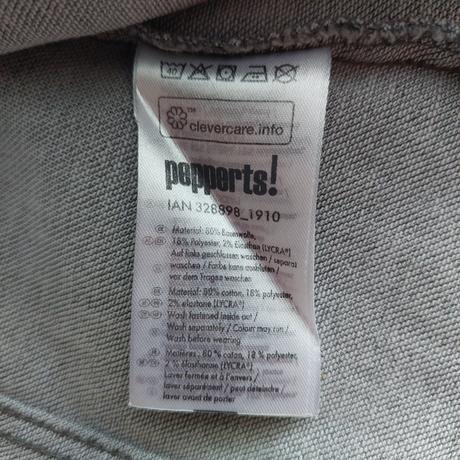 40
™
clevercare.info
pepperts!
IAN 328898_1910
Material: 80% Baumwolle,
18% Polyester, 2% Elasthan (LYCRA®)
Auf links geschlossen waschen / separat
waschen / Farbe kann ausbluten /
vor dem Tragen waschen
Material: 80% cotton, 18% polyester,
2% elastane (LYCRA®)
Wash fastened inside out /
Wash separately / Colour may run /
Wash before wearing
Matières: 80 % coton, 18 % polyester,
2 % élasthanne (LYCRA®)
Laver fermée et à l'envers /
laver séparément / peut déteindre /
laver avant de porter